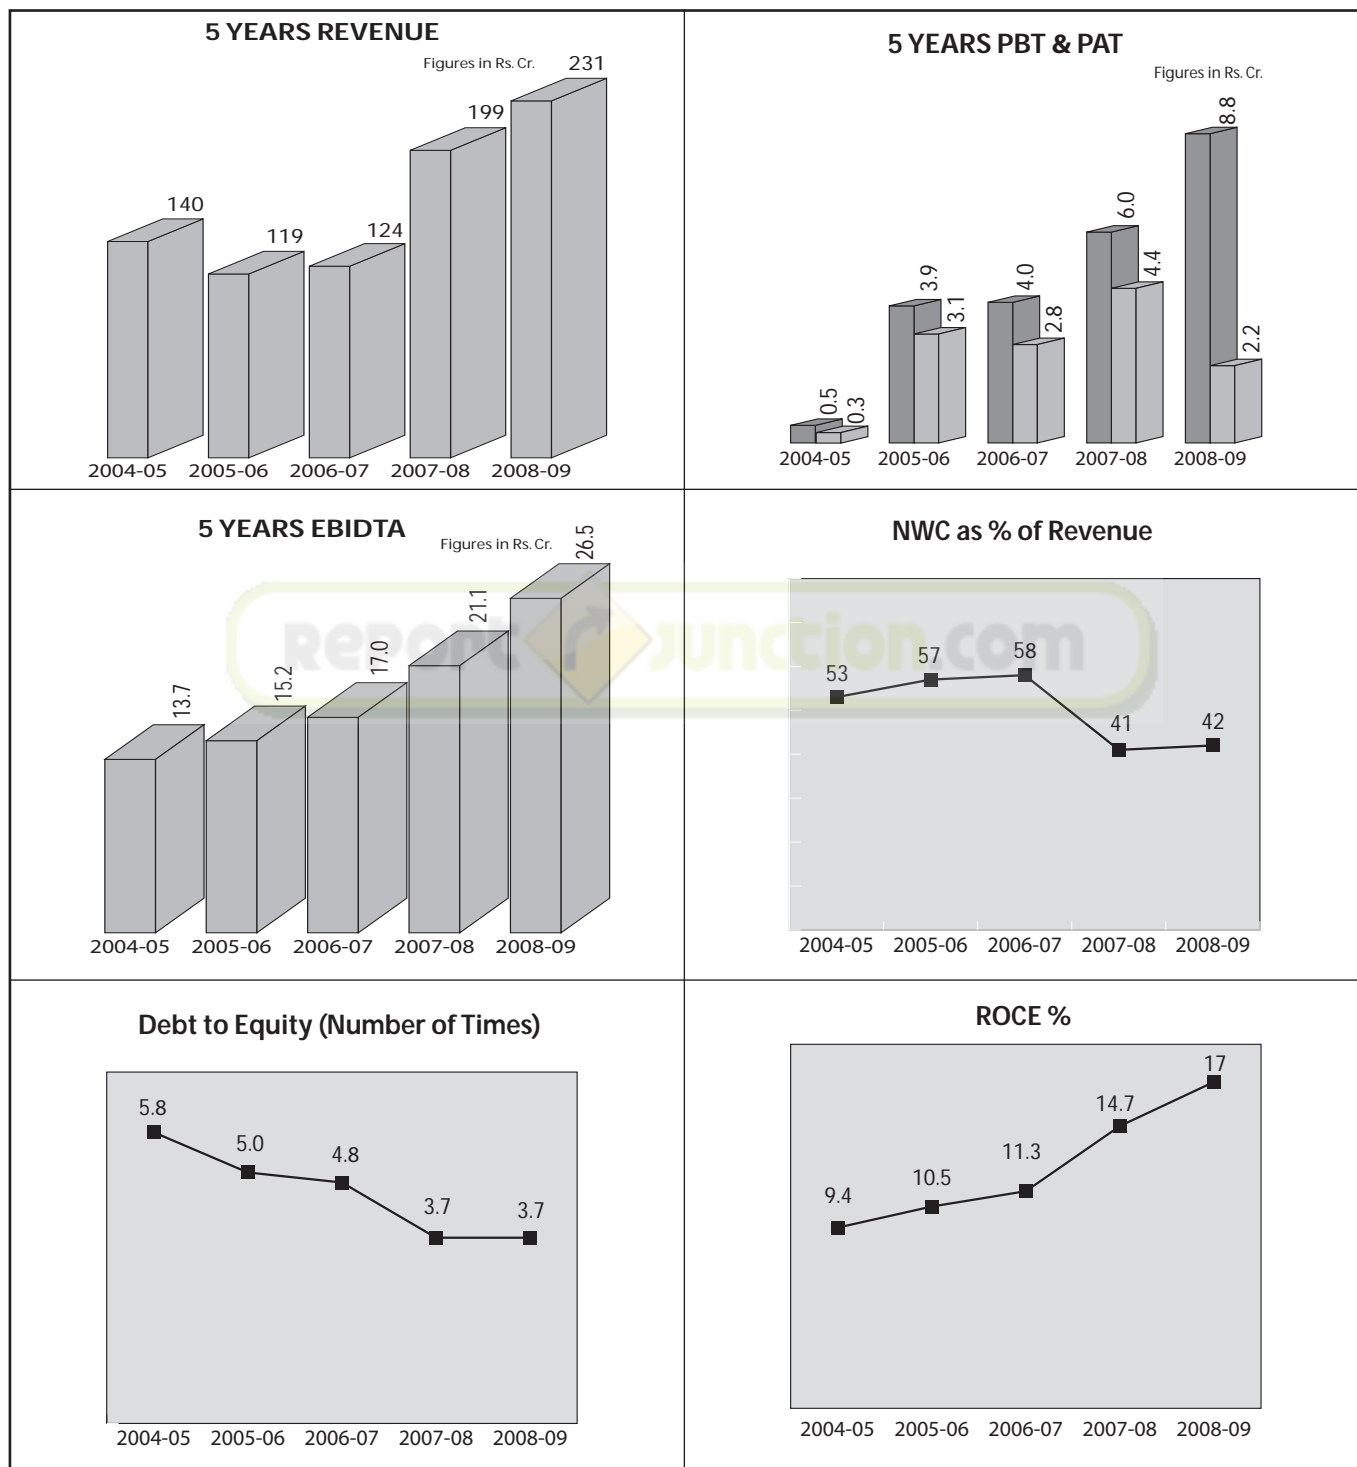 5 YEARS REVENUE
Figures in Rs. Cr.
140
119
124
199
231
2004-05 2005-06 2006-07 2007-08 2008-09
5 YEARS PBT & PAT
Figures in Rs. Cr.
0.5
0.3
3.9
3.1
4.0
2.8
6.0
4.4
8.8
2.2
2004-05 2005-06 2006-07 2007-08 2008-09
5 YEARS EBIDTA
Figures in Rs. Cr.
13.7
15.2
17.0
21.1
26.5
2004-05 2005-06 2006-07 2007-08 2008-09
NWC as % of Revenue
53
57
58
41
42
2004-05 2005-06 2006-07 2007-08 2008-09
REPORT JUNCTION.COM
Debt to Equity (Number of Times)
5.8
5.0
4.8
3.7
3.7
2004-05 2005-06 2006-07 2007-08 2008-09
ROCE %
9.4
10.5
11.3
14.7
17
2004-05 2005-06 2006-07 2007-08 2008-09